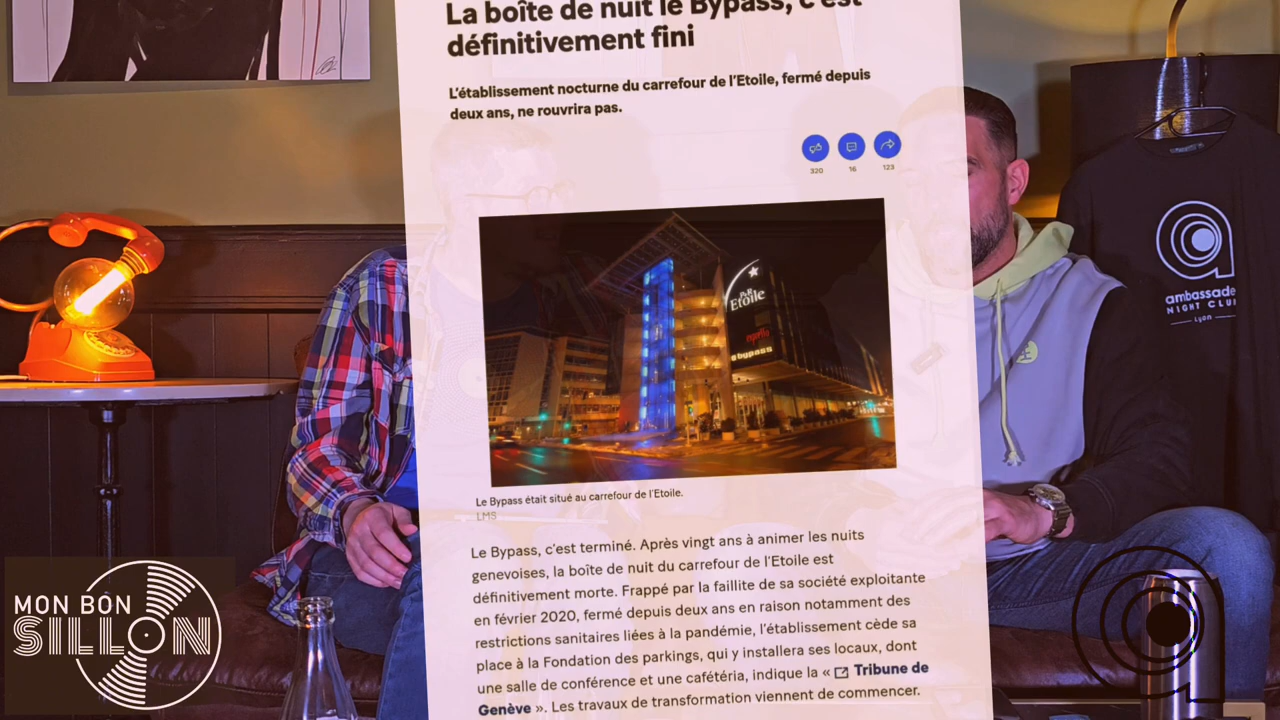 La boîte de nuit le Bypass, c'est
définitivement fini
L'établissement nocturne du carrefour de l'Etoile, fermé depuis
deux ans, ne rouvrira pas.
320 16 123
P+R
Etoile
bypass
Le Bypass était situé au carrefour de l'Etoile.
LMS
Le Bypass, c'est terminé. Après vingt ans à animer les nuits
genevoises, la boîte de nuit du carrefour de l'Etoile est
définitivement morte. Frappé par la faillite de sa société exploitante
en février 2020, fermé depuis deux ans en raison notamment des
restrictions sanitaires liées à la pandémie, l'établissement cède sa
place à la Fondation des parkings, qui y installera ses locaux, dont
une salle de conférence et une cafétéria, indique la « Tribune de
Genève ». Les travaux de transformation viennent de commencer.
ambassade
NIGHT CLU
Lyon
MON BON
SILLON